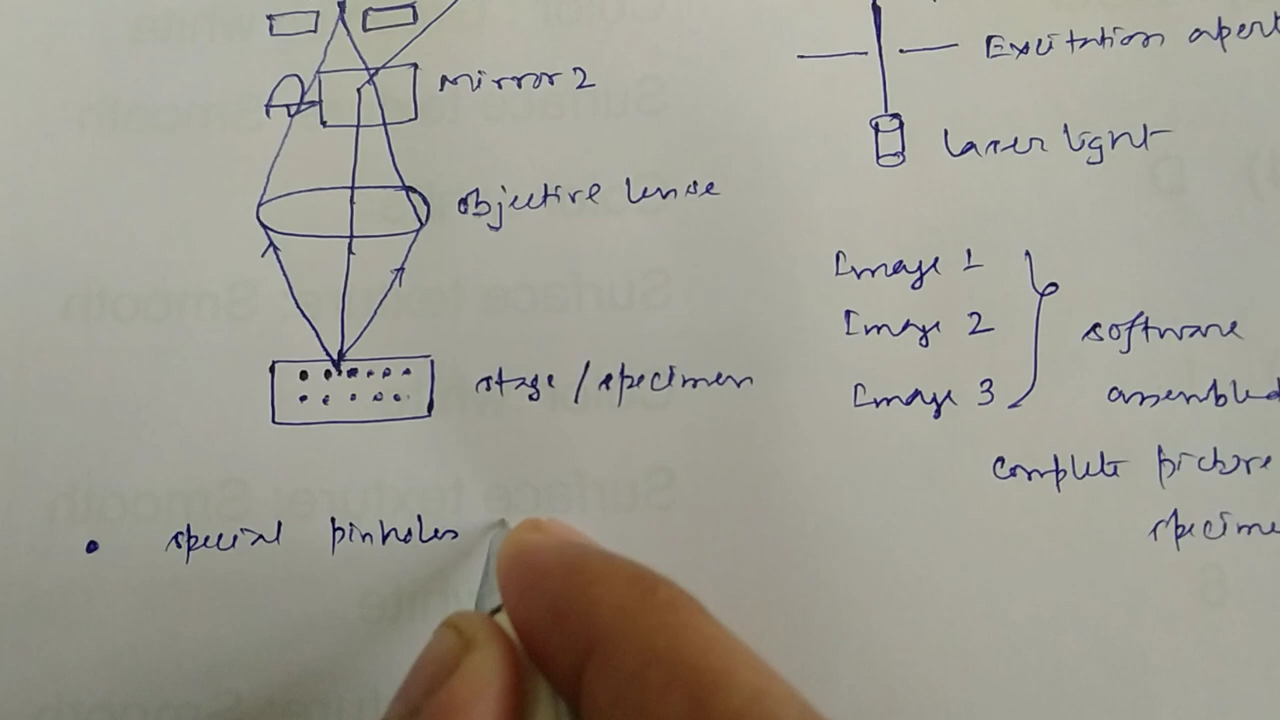 Mirror 2
Excitation apert
laser light
objective lense
Image 1
Image 2
Image 3
software
assembled
complete picture
specime
stage / specimen
• special pinholes